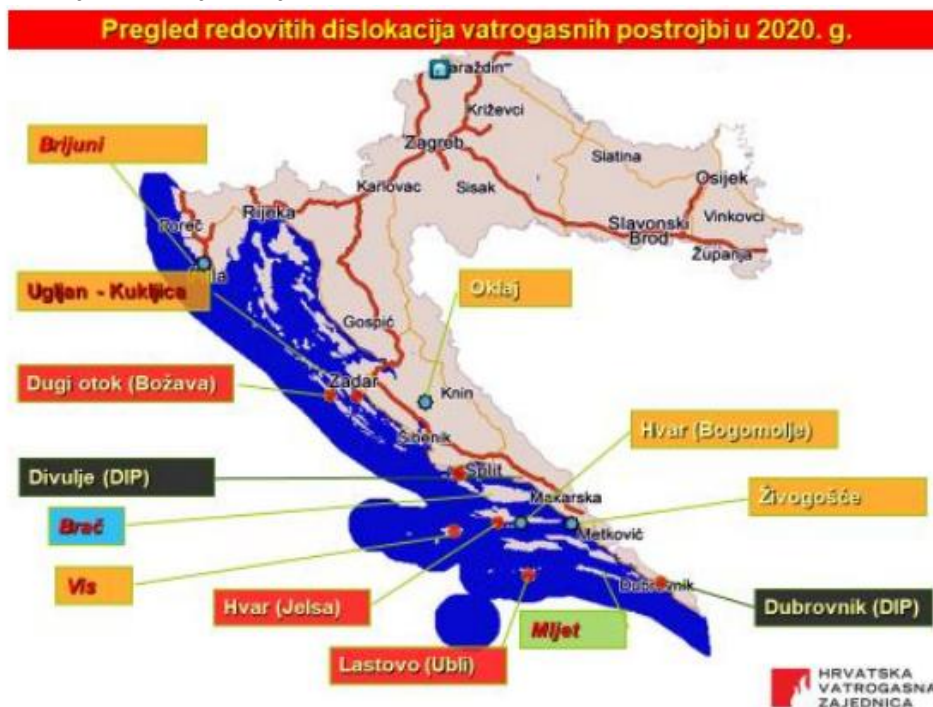 Pregled redovitih dislokacija vatrogasnih postrojbi u 2020. g.
araždin
Križevci
Brijuni
Zagreb
Slatina
Karlovac
Sisak
Osijek
Rijeka
Poreč
Slavonski
Brod
Vinkovci
Županja
Ugljan - Kukljica
Oklaj
Gospić
Dugi otok (Božava)
Zadar
Knin
Hvar (Bogomolje)
Šibenik
Divulje (DIP)
Split
Makarska
Živogošće
Brač
Metković
Vis
Hvar (Jelsa)
Dubrovnik
Dubrovnik (DIP)
Mljet
Lastovo (Ubli)
HRVATSKA
VATROGASNA
ZAJEDNICA